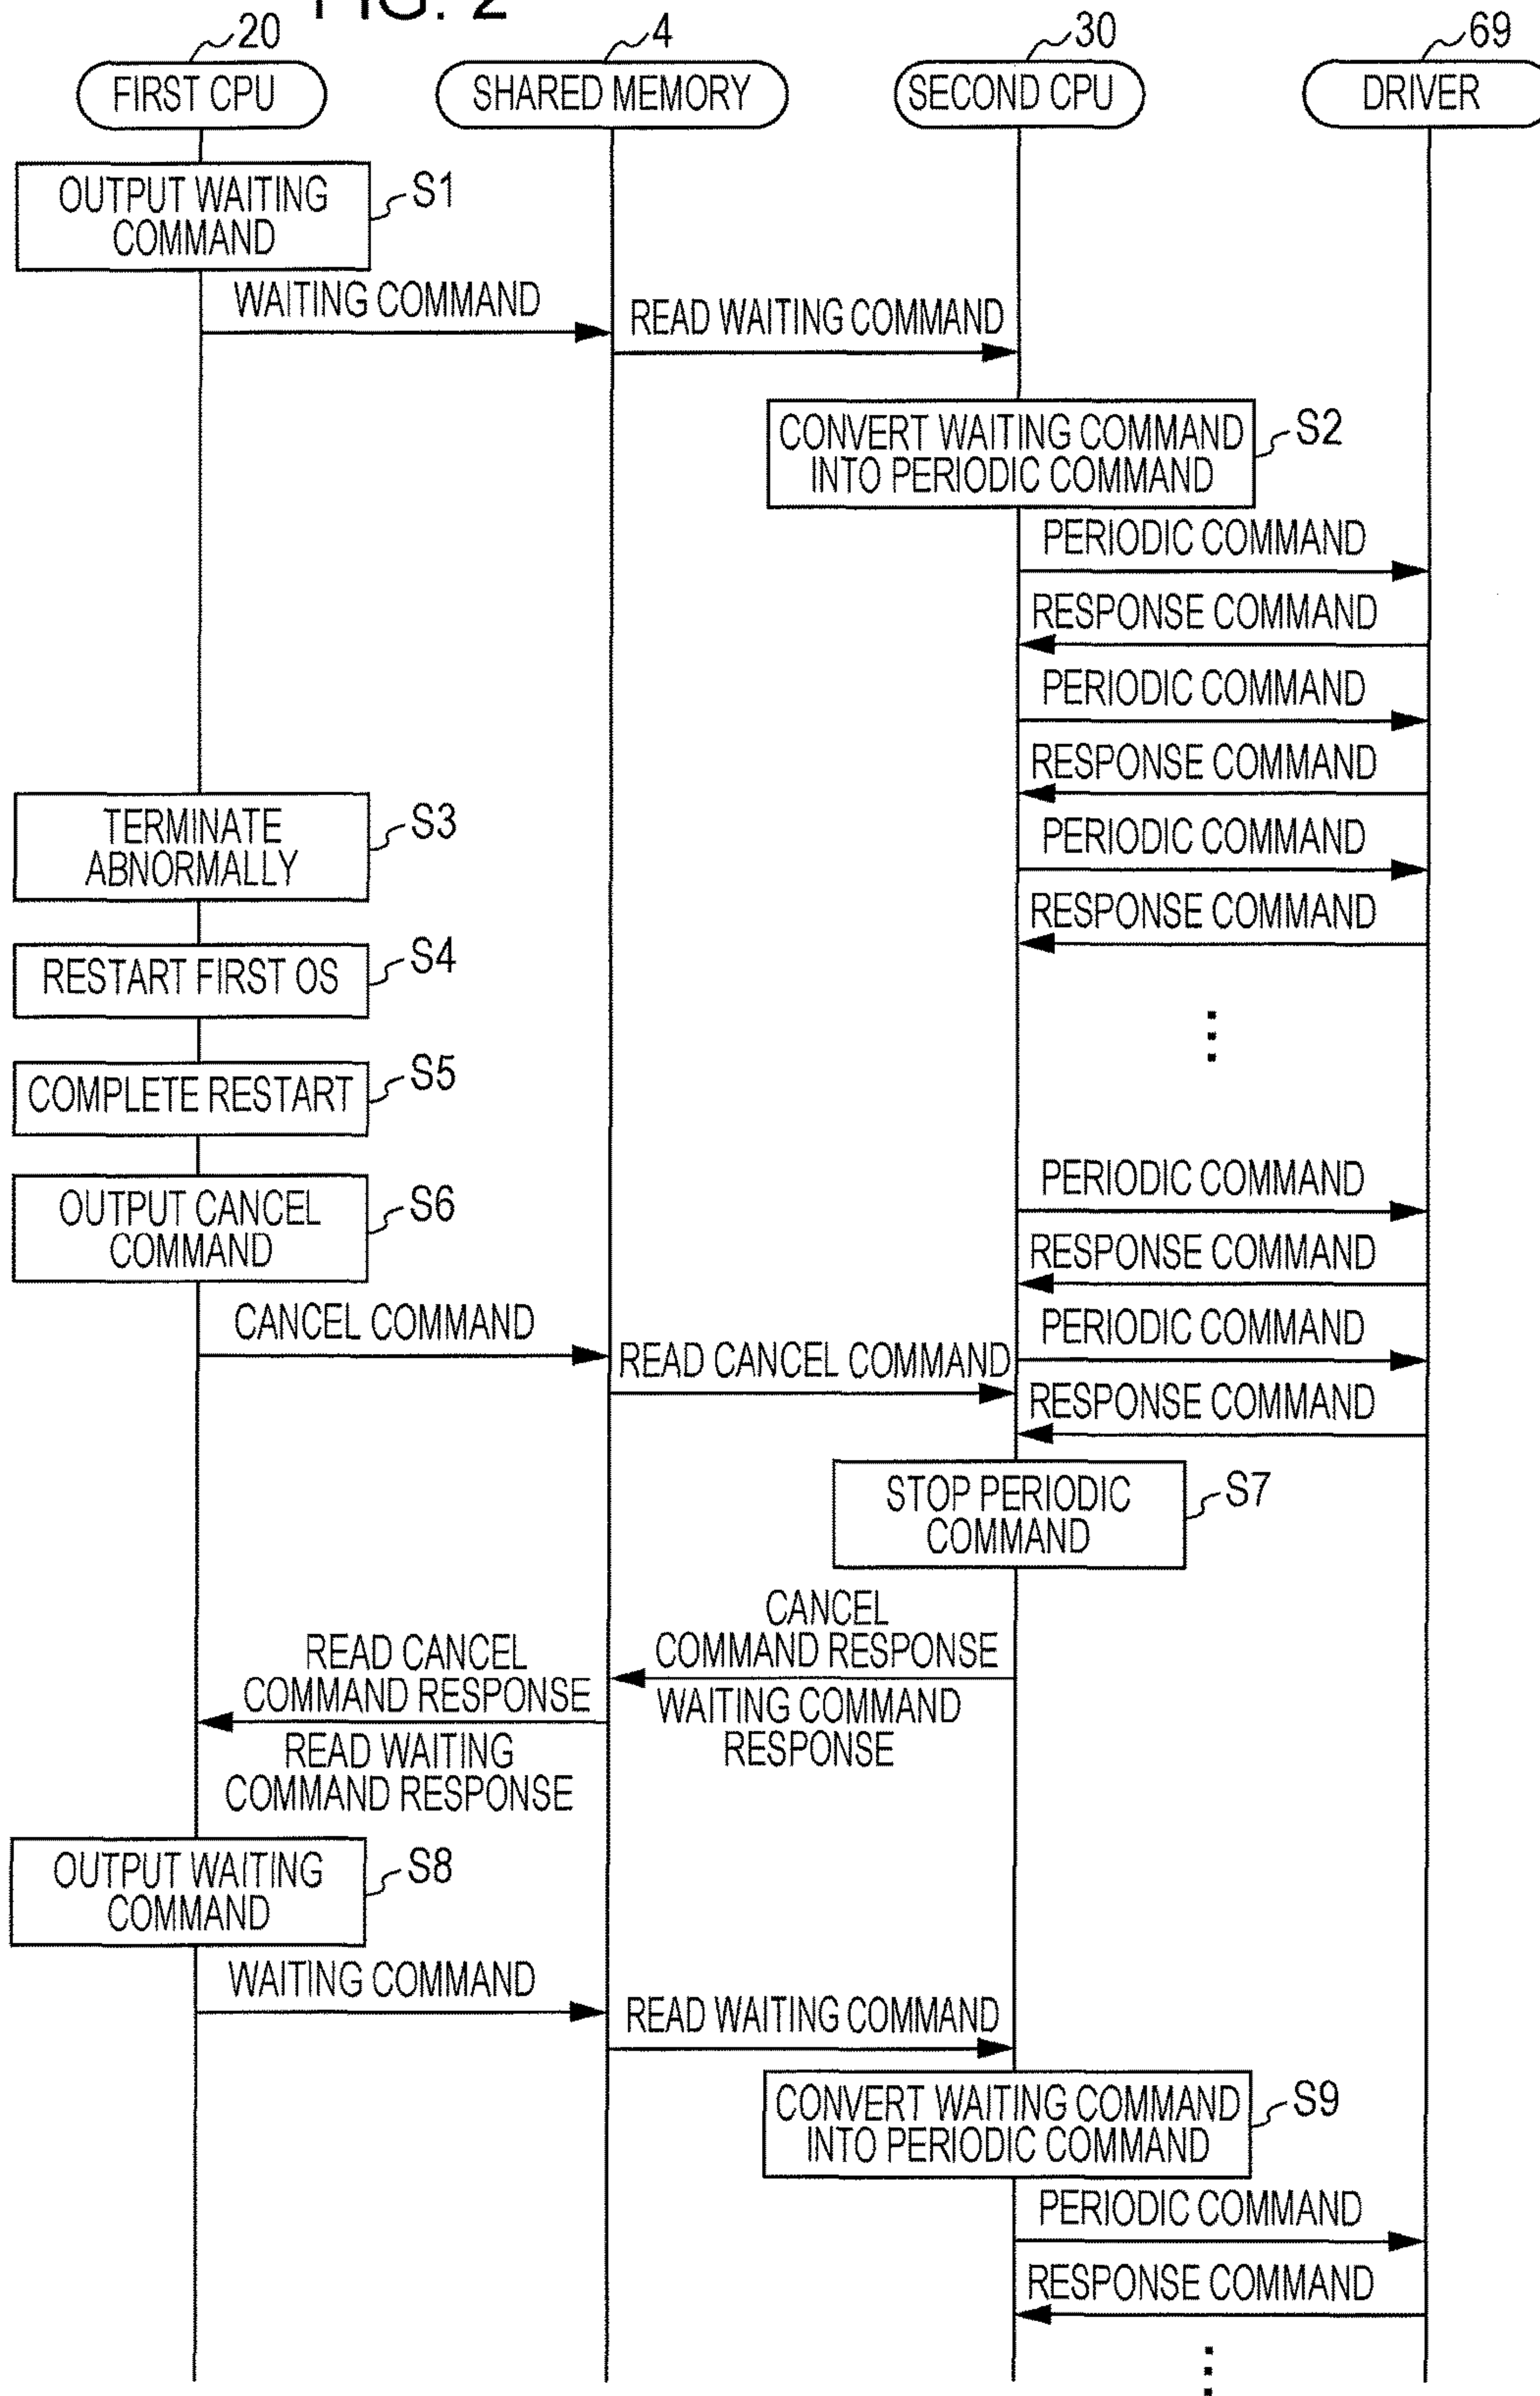 FIG. 2
20
4
30
69
FIRST CPU
SHARED MEMORY
SECOND CPU
DRIVER
OUTPUT WAITING
COMMAND
S1
WAITING COMMAND
READ WAITING COMMAND
CONVERT WAITING COMMAND
INTO PERIODIC COMMAND
S2
PERIODIC COMMAND
RESPONSE COMMAND
PERIODIC COMMAND
RESPONSE COMMAND
TERMINATE
ABNORMALLY
S3
PERIODIC COMMAND
RESPONSE COMMAND
RESTART FIRST OS
S4
COMPLETE RESTART
S5
PERIODIC COMMAND
OUTPUT CANCEL
COMMAND
S6
RESPONSE COMMAND
CANCEL COMMAND
PERIODIC COMMAND
READ CANCEL COMMAND
RESPONSE COMMAND
STOP PERIODIC
COMMAND
S7
CANCEL
COMMAND RESPONSE
READ CANCEL
COMMAND RESPONSE
WAITING COMMAND
RESPONSE
READ WAITING
COMMAND RESPONSE
OUTPUT WAITING
COMMAND
S8
WAITING COMMAND
READ WAITING COMMAND
CONVERT WAITING COMMAND
INTO PERIODIC COMMAND
S9
PERIODIC COMMAND
RESPONSE COMMAND